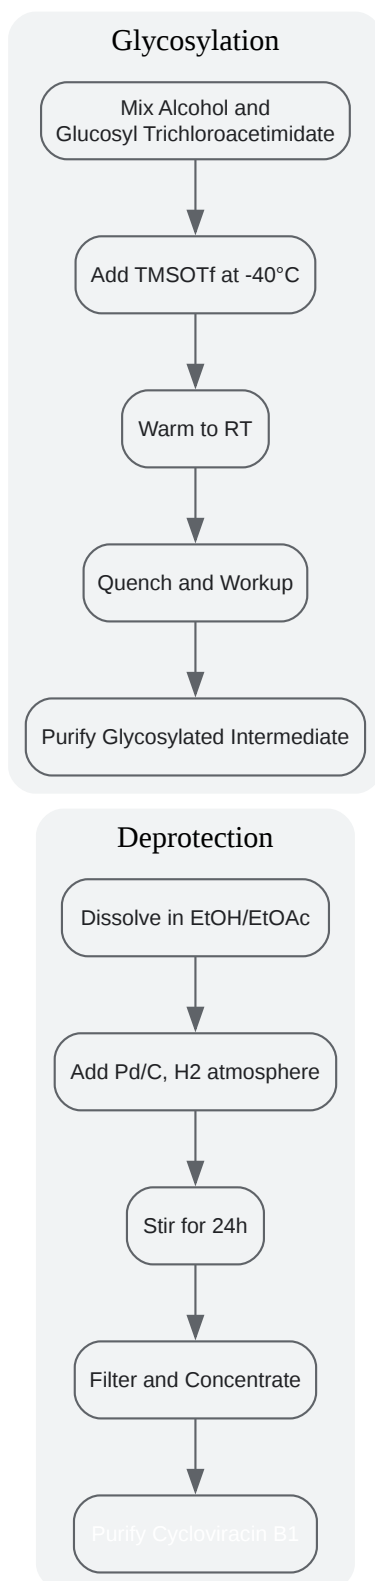 Glycosylation
Mix Alcohol and
Glucosyl Trichloroacetimidate
Add TMSOTf at -40°C
Warm to RT
Quench and Workup
Purify Glycosylated Intermediate
Deprotection
Dissolve in EtOH/EtOAc
Add Pd/C, H2 atmosphere
Stir for 24h
Filter and Concentrate
Purify Cycloviracin B1